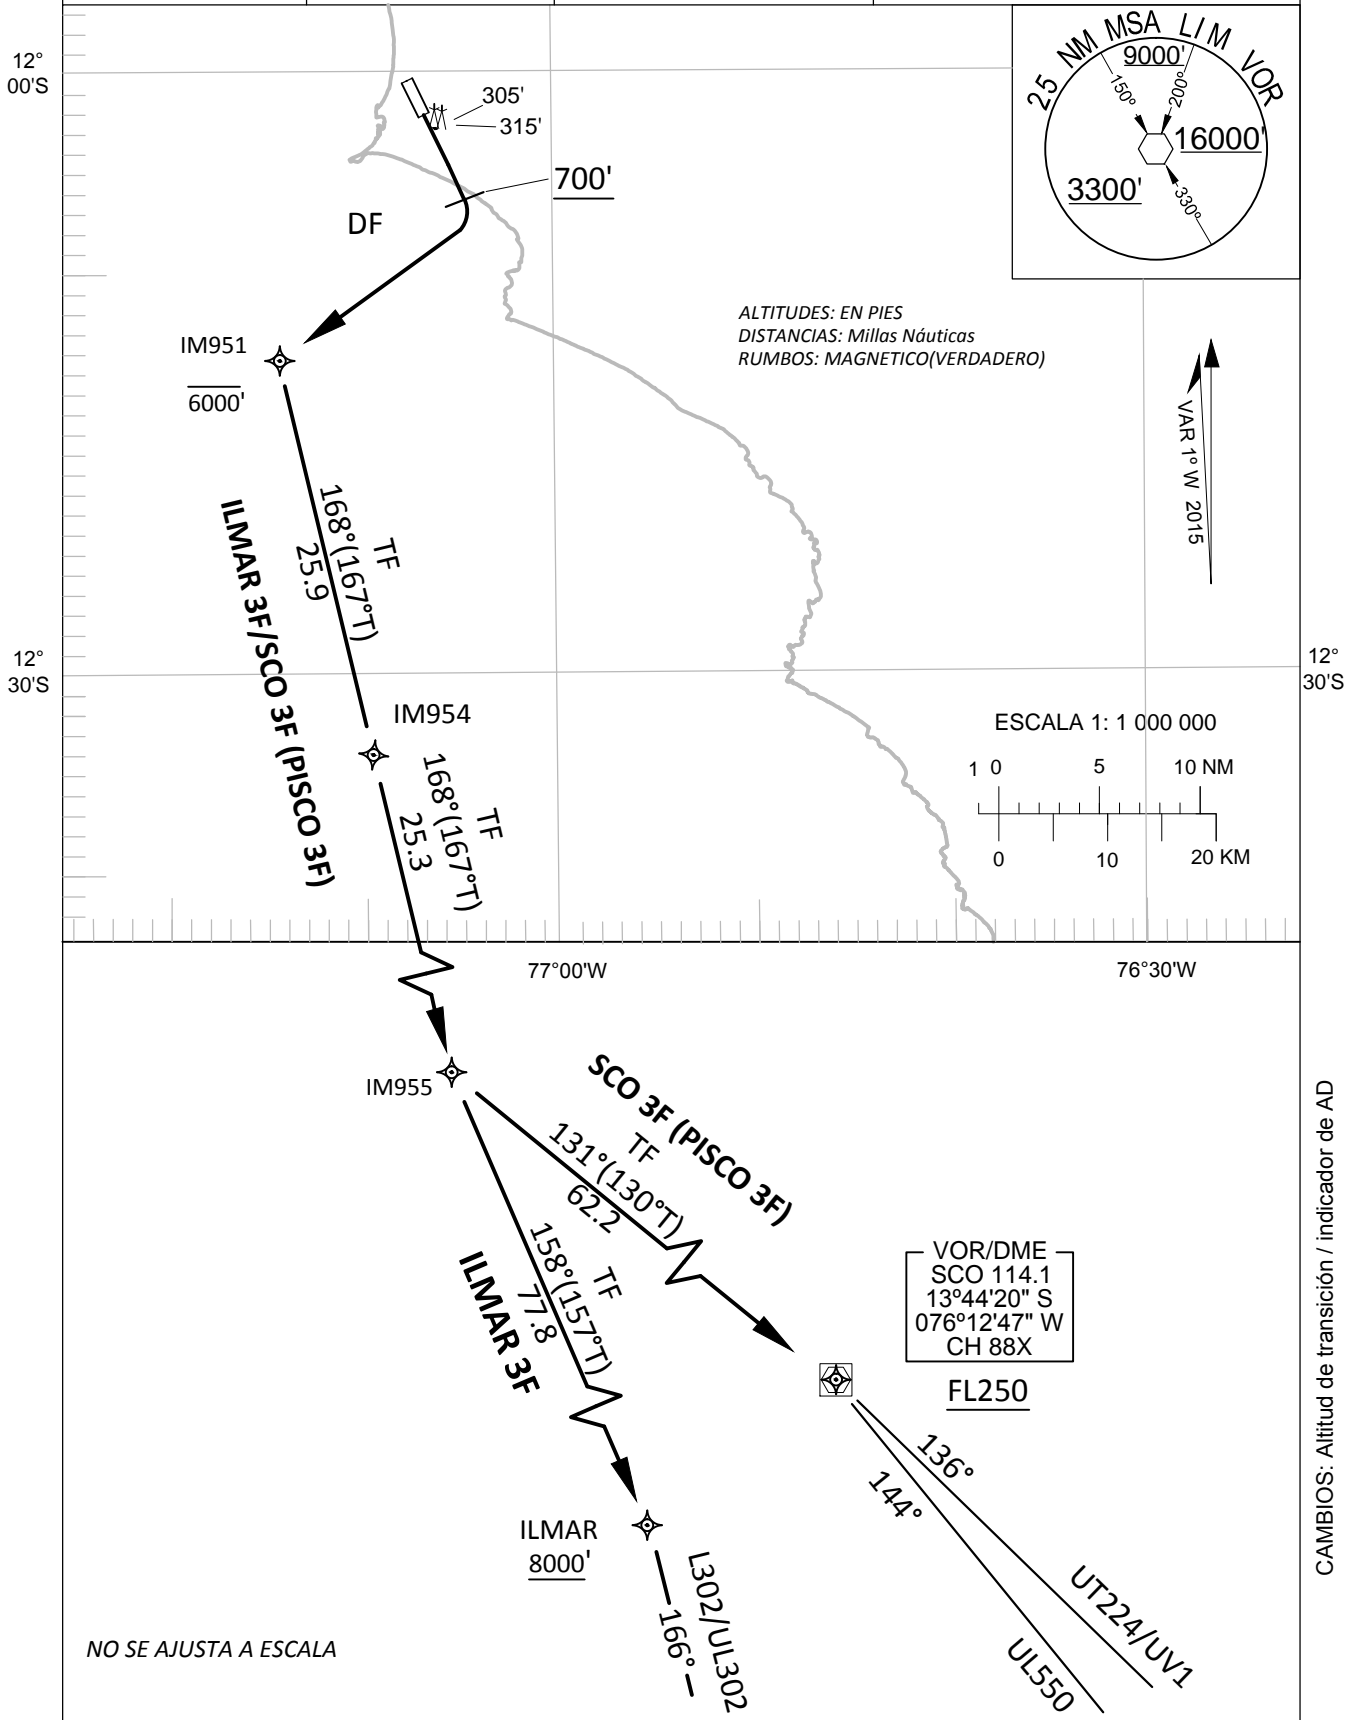 12°
00'S
305'
315'
700'
DF
25 NM MSA LIM VOR
9000'
150º
200º
16000'
3300'
330º
ALTITUDES: EN PIES
DISTANCIAS: Millas Náuticas
RUMBOS: MAGNETICO(VERDADERO)
IM951
6000'
VAR 1º W 2015
TF
168°(167°T)
25.9
ILMAR 3F/SCO 3F (PISCO 3F)
12°
30'S
12°
30'S
IM954
ESCALA 1: 1 000 000
1 0 5 10 NM
0 10 20 KM
TF
168°(167°T)
25.3
77°00'W
76°30'W
IM955
SCO 3F (PISCO 3F)
TF
131°(130°T)
62.2
TF
158°(157°T)
77.8
ILMAR 3F
VOR/DME
SCO 114.1
13º44'20" S
076º12'47" W
CH 88X
FL250
136°
144°
UT224/UV1
UL550
ILMAR
8000'
L302/UL302
166°
NO SE AJUSTA A ESCALA
CAMBIOS: Altitud de transición / indicador de AD